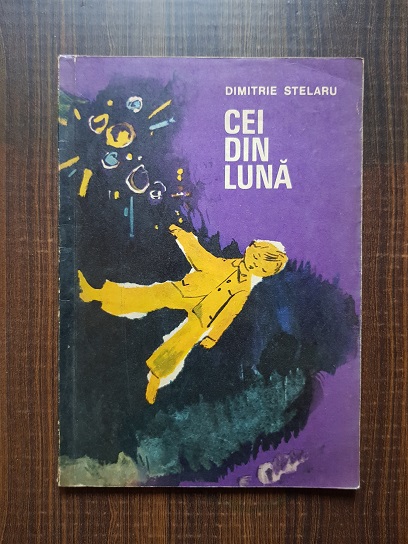 DIMITRIE STELARU
CEI
DIN
LUNĂ